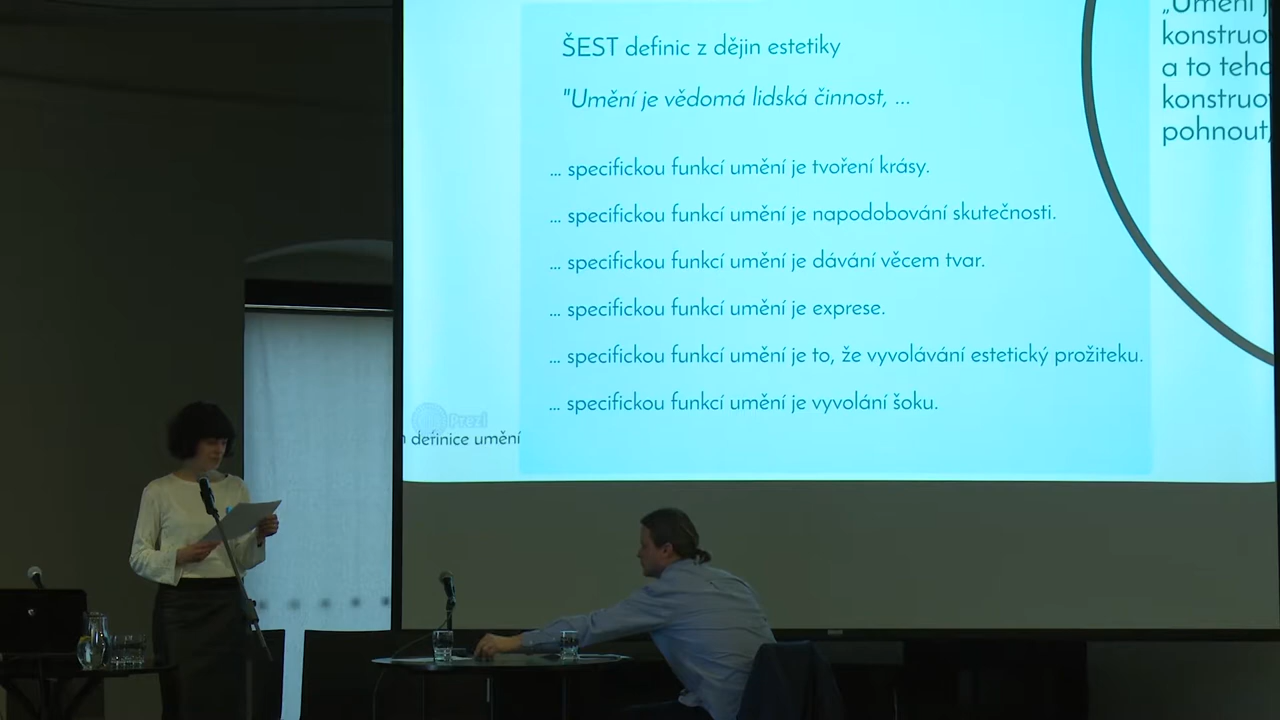 ŠEST definic z dějin estetiky
"Umění je vědomá lidská činnost, ...
... specifickou funkcí umění je tvoření krásy.
... specifickou funkcí umění je napodobování skutečnosti.
... specifickou funkcí umění je dávání věcem tvar.
... specifickou funkcí umění je exprese.
... specifickou funkcí umění je to, že vyvolávání estetický prožiteku.
... specifickou funkcí umění je vyvolání šoku.
Prezi
definice umění
„Umění j
konstruo
a to teho
konstruo
pohnout,